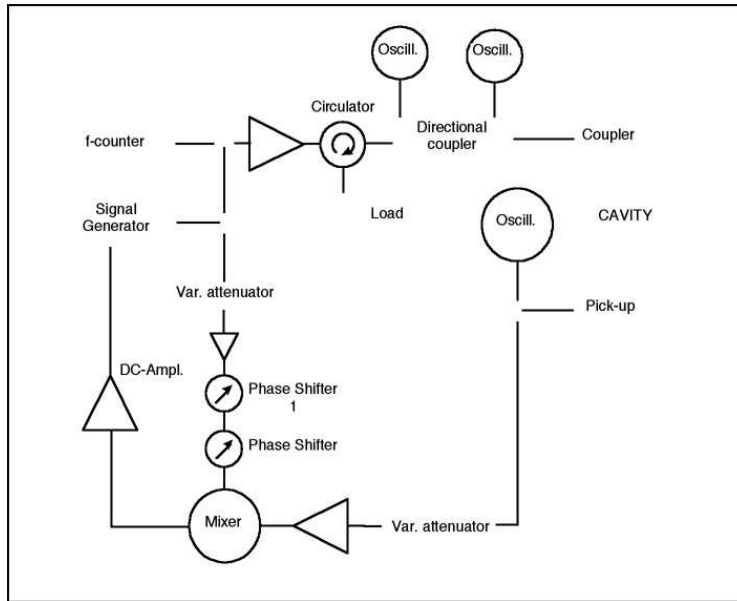 Oscill.
Oscill.
Circulator
Directional
coupler
f-counter
Coupler
Signal
Generator
Load
Oscill.
CAVITY
Var. attenuator
Pick-up
DC-Ampl.
Phase Shifter
1
Phase Shifter
Mixer
Var. attenuator